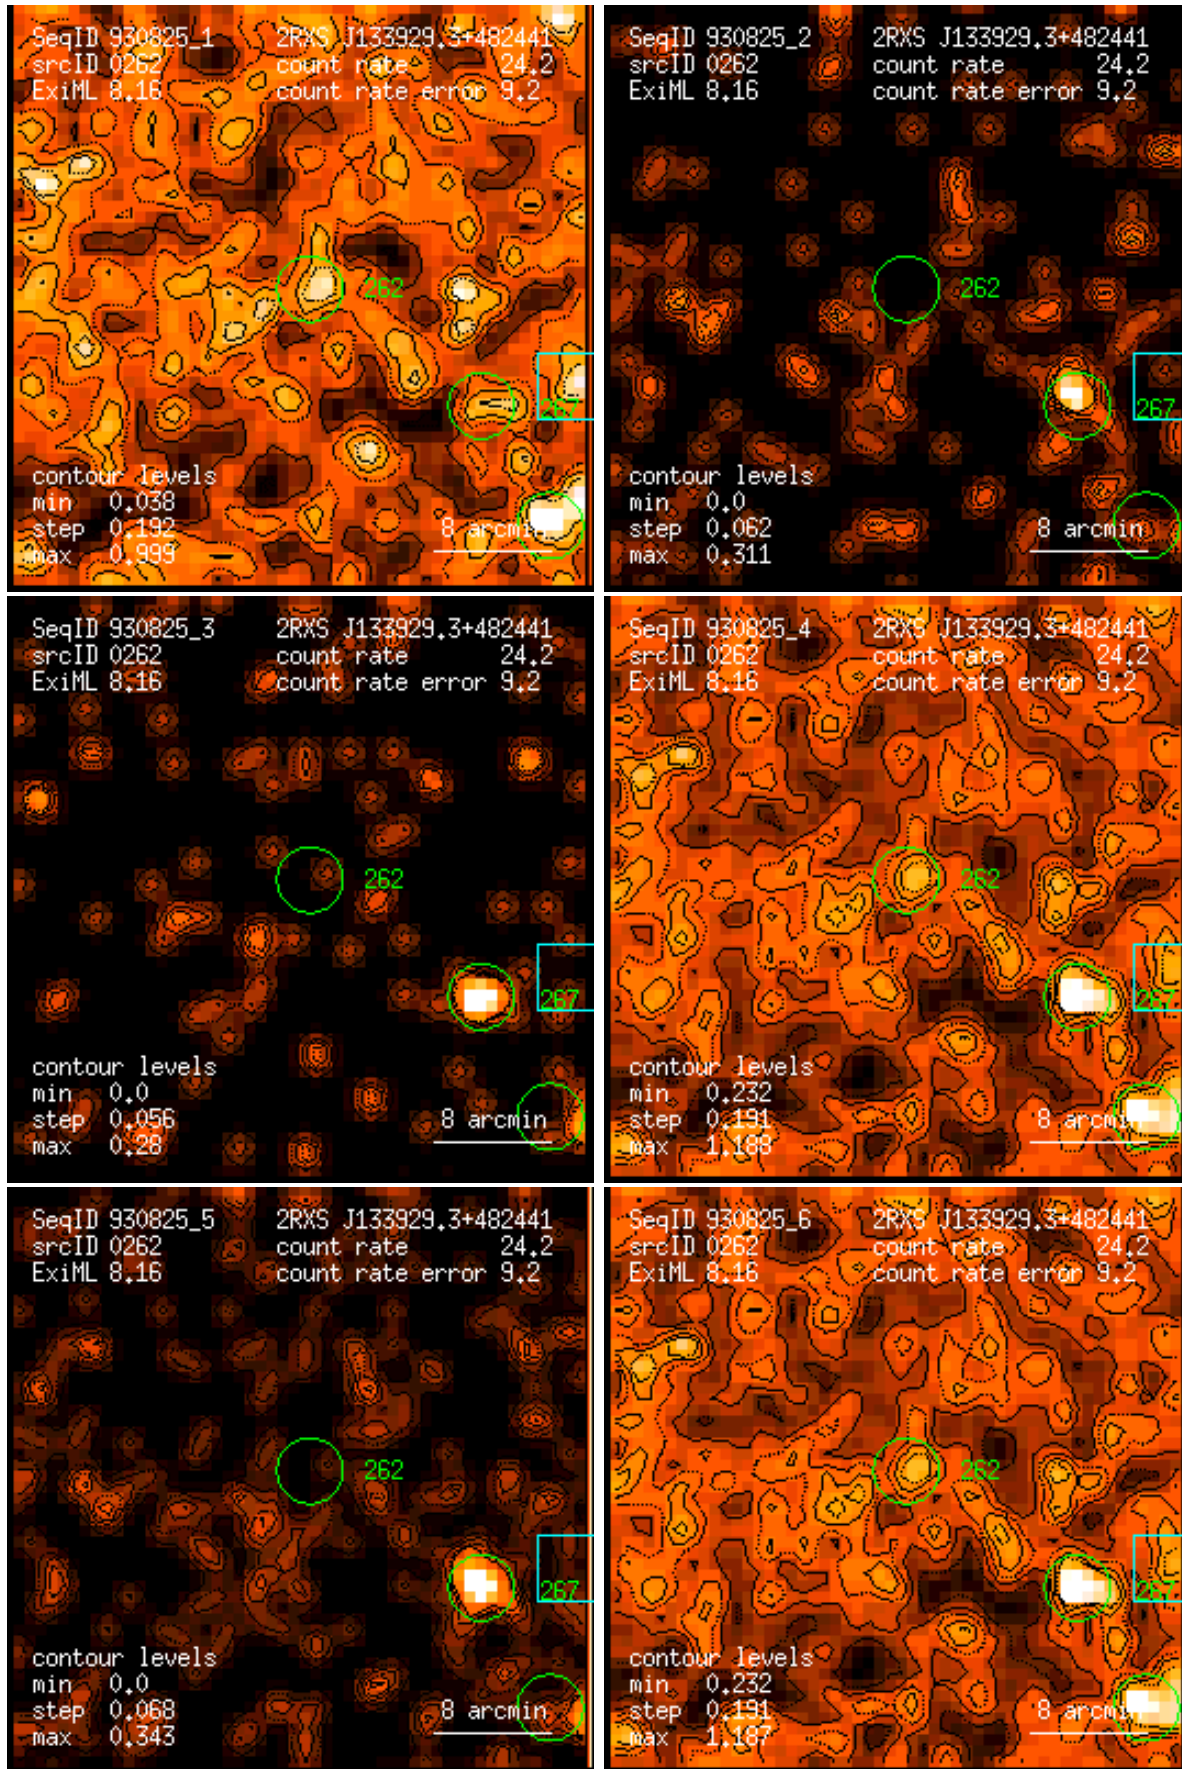 SeqID 930825_1 2RXS J133929.3+482441
srcID 0262 count rate 24.2
ExiML 8.16 count rate error 9.2
262
267
contour levels
min 0.038
step 0.192 8 arcmin
max 0.999
SeqID 930825_2 2RXS J133929.3+482441
srcID 0262 count rate 24.2
ExiML 8.16 count rate error 9.2
262
267
contour levels
min 0.0
step 0.062 8 arcmin
max 0.311
SeqID 930825_3 2RXS J133929.3+482441
srcID 0262 count rate 24.2
ExiML 8.16 count rate error 9.2
262
267
contour levels
min 0.0
step 0.056 8 arcmin
max 0.28
SeqID 930825_4 2RXS J133929.3+482441
srcID 0262 count rate 24.2
ExiML 8.16 count rate error 9.2
262
267
contour levels
min 0.232
step 0.191 8 arcmin
max 1.188
SeqID 930825_5 2RXS J133929.3+482441
srcID 0262 count rate 24.2
ExiML 8.16 count rate error 9.2
262
267
contour levels
min 0.0
step 0.068 8 arcmin
max 0.343
SeqID 930825_6 2RXS J133929.3+482441
srcID 0262 count rate 24.2
ExiML 8.16 count rate error 9.2
262
267
contour levels
min 0.232
step 0.191 8 arcmin
max 1.187